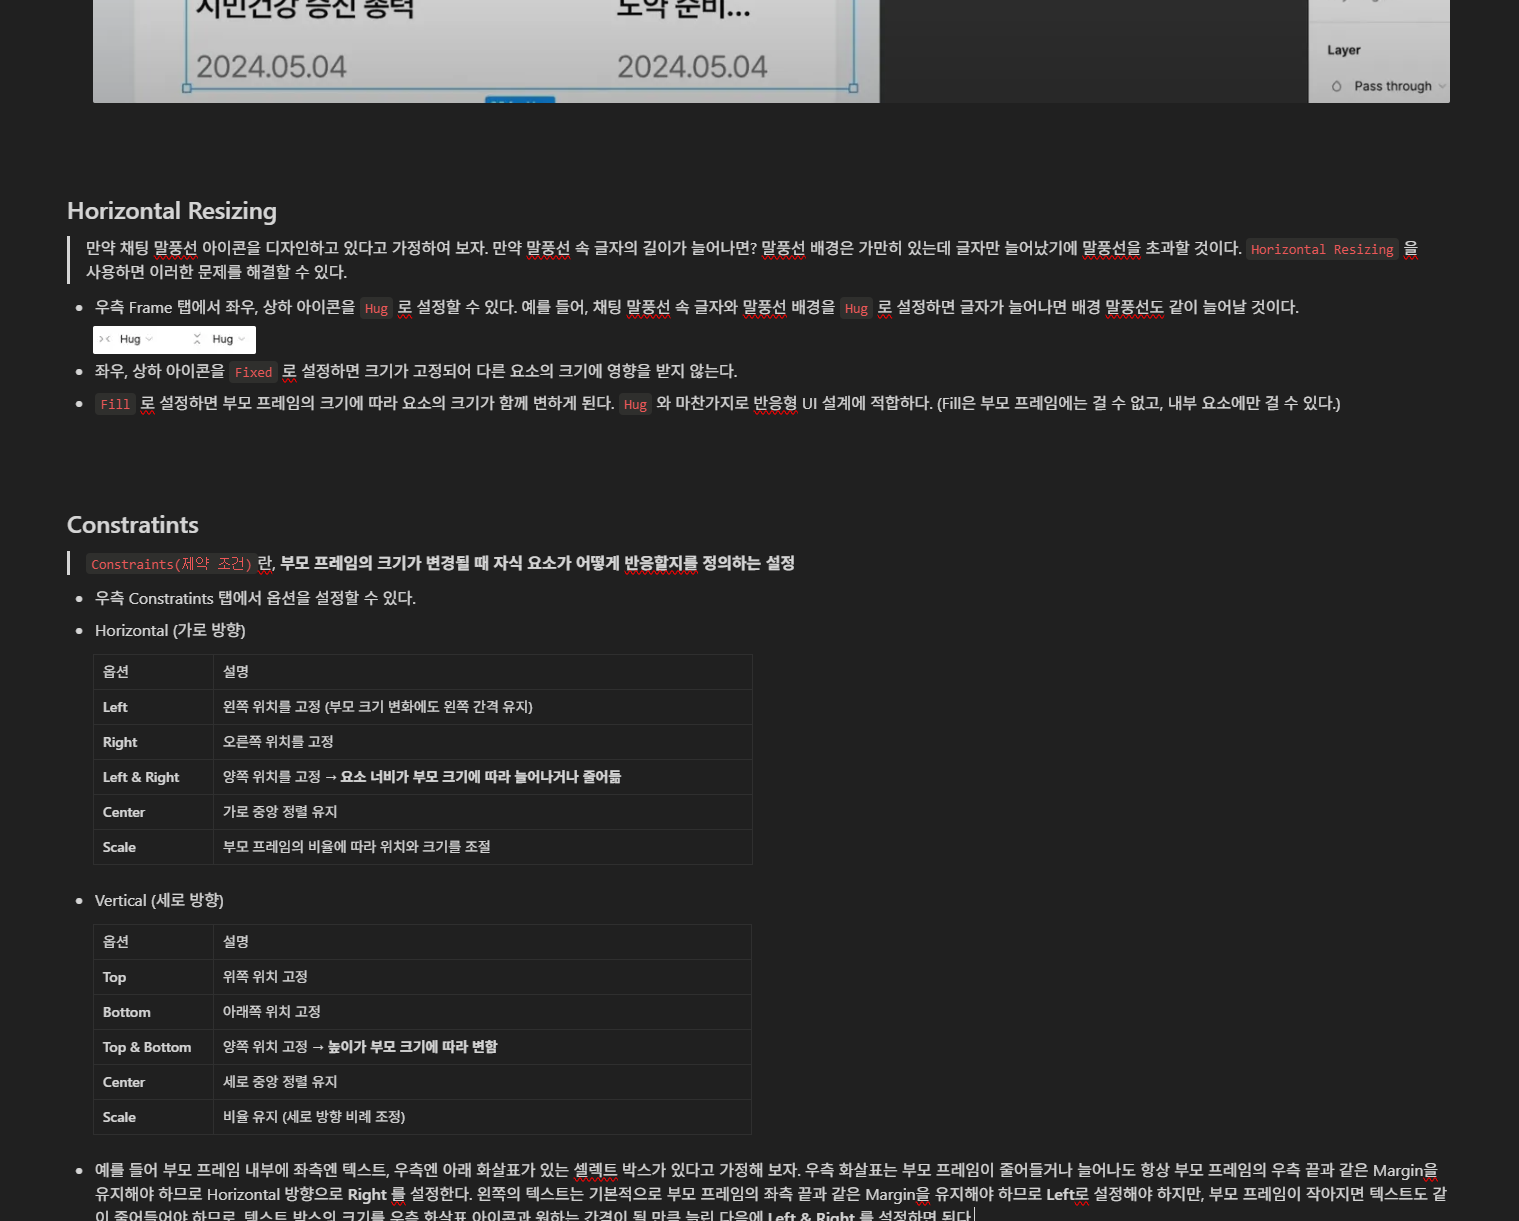 시민건강 증진 총력 도약 준비...
2024.05.04 2024.05.04
Layer
Pass through
Horizontal Resizing
만약 채팅 말풍선 아이콘을 디자인하고 있다고 가정하여 보자. 만약 말풍선 속 글자의 길이가 늘어나면? 말풍선 배경은 가만히 있는데 글자만 늘어났기에 말풍선을 초과할 것이다. Horizontal Resizing 을
사용하면 이러한 문제를 해결할 수 있다.
• 우측 Frame 탭에서 좌우, 상하 아이콘을 Hug 로 설정할 수 있다. 예를 들어, 채팅 말풍선 속 글자와 말풍선 배경을 Hug 로 설정하면 글자가 늘어나면 배경 말풍선도 같이 늘어날 것이다.
Hug Hug
• 좌우, 상하 아이콘을 Fixed 로 설정하면 크기가 고정되어 다른 요소의 크기에 영향을 받지 않는다.
• Fill 로 설정하면 부모 프레임의 크기에 따라 요소의 크기가 함께 변하게 된다. Hug 와 마찬가지로 반응형 UI 설계에 적합하다. (Fill은 부모 프레임에는 걸 수 없고, 내부 요소에만 걸 수 있다.)
Constratints
Constraints(제약 조건)란, 부모 프레임의 크기가 변경될 때 자식 요소가 어떻게 반응할지를 정의하는 설정
• 우측 Constratints 탭에서 옵션을 설정할 수 있다.
• Horizontal (가로 방향)
옵션 설명
Left 왼쪽 위치를 고정 (부모 크기 변화에도 왼쪽 간격 유지)
Right 오른쪽 위치를 고정
Left & Right 양쪽 위치를 고정 → 요소 너비가 부모 크기에 따라 늘어나거나 줄어듦
Center 가로 중앙 정렬 유지
Scale 부모 프레임의 비율에 따라 위치와 크기를 조절
• Vertical (세로 방향)
옵션 설명
Top 위쪽 위치 고정
Bottom 아래쪽 위치 고정
Top & Bottom 양쪽 위치 고정 → 높이가 부모 크기에 따라 변함
Center 세로 중앙 정렬 유지
Scale 비율 유지 (세로 방향 비례 조정)
• 예를 들어 부모 프레임 내부에 좌측엔 텍스트, 우측엔 아래 화살표가 있는 셀렉트 박스가 있다고 가정해 보자. 우측 화살표는 부모 프레임이 줄어들거나 늘어나도 항상 부모 프레임의 우측 끝과 같은 Margin을
유지해야 하므로 Horizontal 방향으로 Right 를 설정한다. 왼쪽의 텍스트는 기본적으로 부모 프레임의 좌측 끝과 같은 Margin을 유지해야 하므로 Left로 설정해야 하지만, 부모 프레임이 작아지면 텍스트도 같
이 줄어들어야 하므로, 텍스트 박스의 크기를 우측 화살표 아이콘과 원하는 간격이 될 만큼 늘린 다음에 Left & Right 를 설정하면 된다.